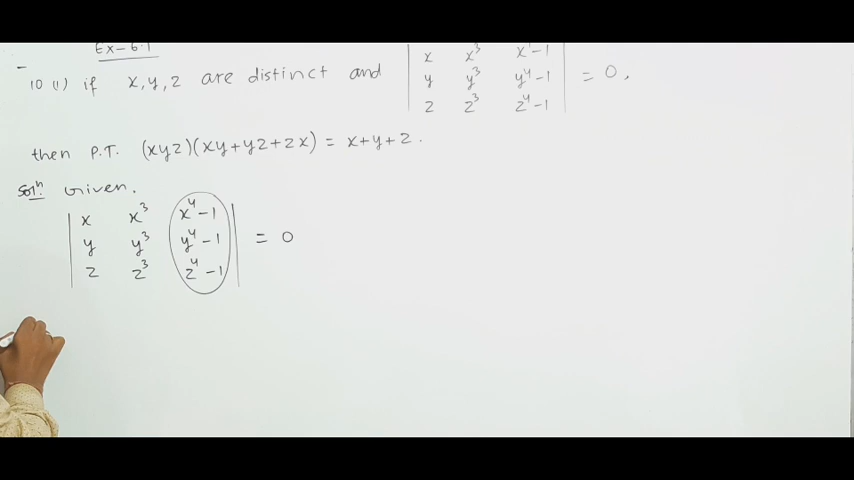 Ex-6.1
10 (1) if x, y, z are distinct and | x x³ x⁴-1 |
| y y³ y⁴-1 | = 0,
| z z³ z⁴-1 |
then P.T. (xyz)(xy+yz+zx) = x+y+z.
Solⁿ Given.
| x x³ x⁴-1 |
| y y³ y⁴-1 | = 0
| z z³ z⁴-1 |